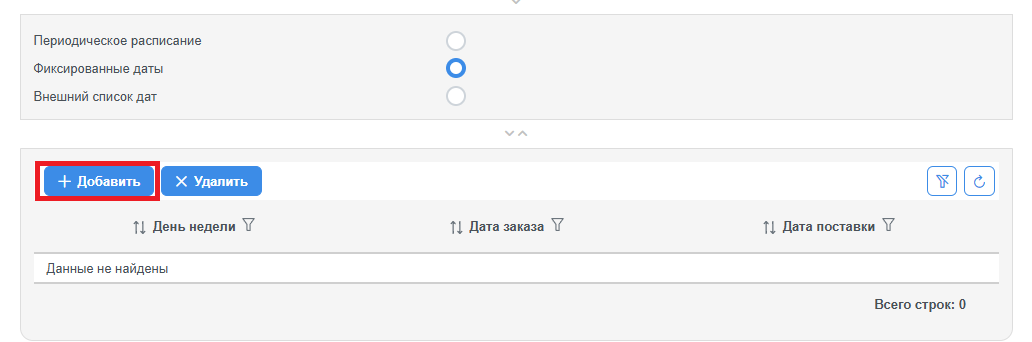 Периодическое расписание
Фиксированные даты
Внешний список дат
Добавить Удалить
День недели Дата заказа Дата поставки
Данные не найдены
Всего строк: 0